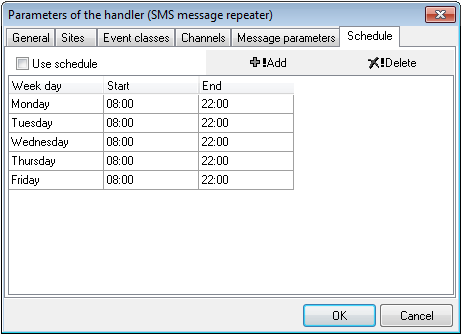 Parameters of the handler (SMS message repeater)
General Sites Event classes Channels Message parameters Schedule
Use schedule !Add !Delete
Week day Start End
Monday 08:00 22:00
Tuesday 08:00 22:00
Wednesday 08:00 22:00
Thursday 08:00 22:00
Friday 08:00 22:00
OK Cancel